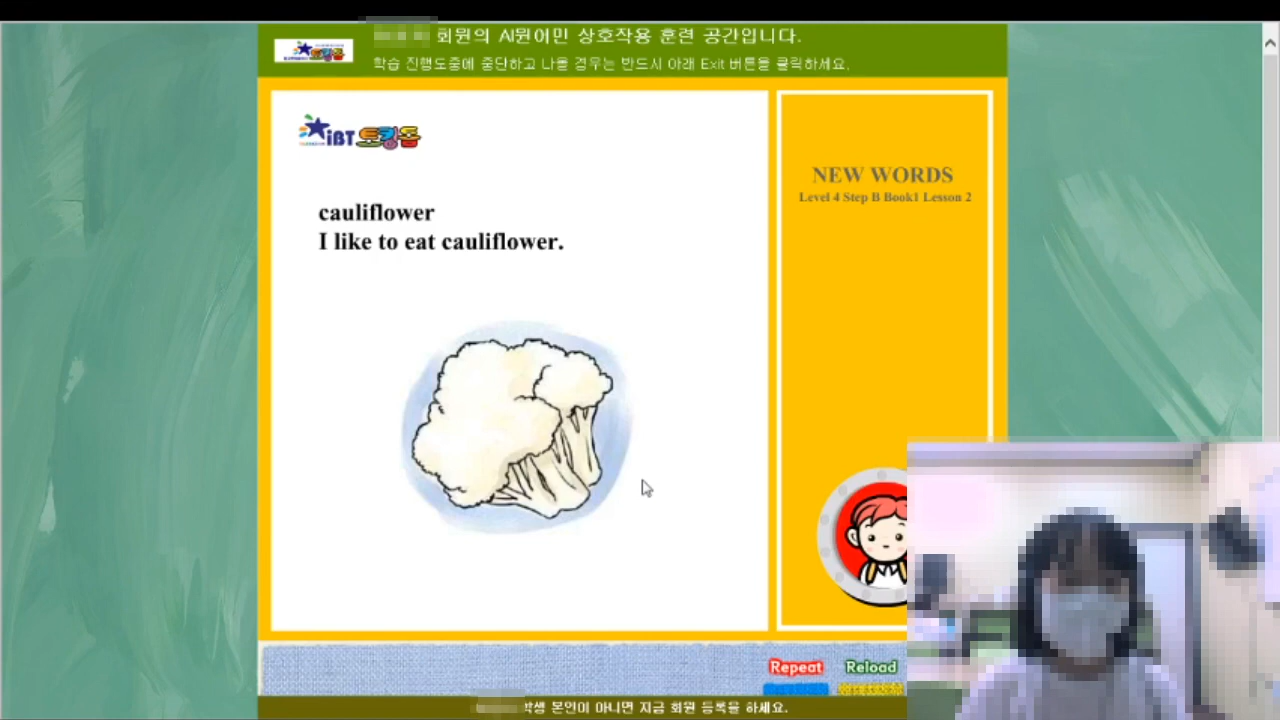 회원의 AI원어민 상호작용 훈련 공간입니다.
학습 진행도중에 중단하고 나올 경우는 반드시 아래 Exit 버튼을 클릭하세요.
iBT 토킹홈
cauliflower
I like to eat cauliflower.
NEW WORDS
Level 4 Step B Book1 Lesson 2
Repeat
Reload
학생 본인이 아니면 지금 회원 등록을 하세요.